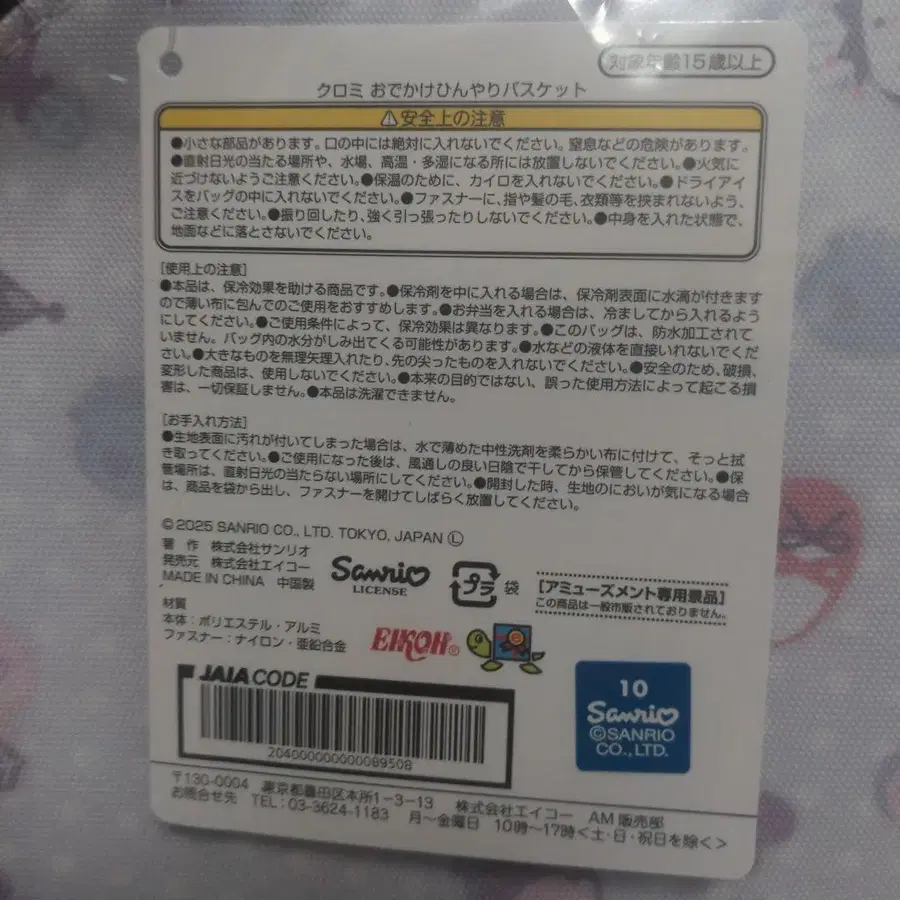 対象年齢15歳以上
クロミ おでかけひんやりバスケット
⚠安全上の注意
●小さな部品があります。口の中には絶対に入れないでください。窒息などの危険があります。
●直射日光の当たる場所や、水場、高温・多湿になる所には放置しないでください。●火気に
近づけないようご注意ください。●保温のために、カイロを入れないでください。●ドライアイ
スをバッグの中に入れないでください。●ファスナーに、指や髪の毛、衣類等を挟まれないよう、
ご注意ください。●振り回したり、強く引っ張ったりしないでください。●中身を入れた状態で、
地面などに落とさないでください。
[使用上の注意]
●本品は、保冷効果を助ける商品です。●保冷剤を中に入れる場合は、保冷剤表面に水滴が付きます
ので薄い布に包んでのご使用をおすすめします。●お弁当を入れる場合は、冷ましてから入れるよう
にしてください。●ご使用条件によって、保冷効果は異なります。●このバッグは、防水加工されて
いません。バッグ内の水分がしみ出てくる可能性があります。●水などの液体を直接いれないでくだ
さい。●大きなものを無理矢理入れたり、先の尖ったものを入れないでください。●安全のため、破損、
変形した商品は、使用しないでください。●本来の目的ではない、誤った使用方法によって起こる損
害は、一切保証しません。●本品は洗濯できません。
[お手入れ方法]
●生地表面に汚れが付いてしまった場合は、水で薄めた中性洗剤を柔らかい布に付けて、そっと拭
き取ってください。●ご使用になった後は、風通しの良い日陰で干してから保管してください。●保
管場所は、直射日光の当たらない場所にしてください。●開封した時、生地のにおいが気になる場合
は、商品を袋から出し、ファスナーを開けてしばらく放置してください。
© 2025 SANRIO CO., LTD. TOKYO, JAPAN Ⓛ
著 作 株式会社サンリオ
発売元 株式会社エイコー
MADE IN CHINA 中国製
Sanrio
LICENSE
プラ 袋
[アミューズメント専用景品]
この商品は一般市販されておりません。
材質
本体：ポリエステル・アルミ
ファスナー：ナイロン・亜鉛合金
EIKOH®
JAIA CODE
2040000000000089508
10
Sanrio
©SANRIO
CO.,LTD.
〒130-0004 東京都墨田区本所1-3-13 株式会社エイコー AM販売部
お問合せ先 TEL：03-3624-1183 月〜金曜日 10時〜17時<土・日・祝日を除く>